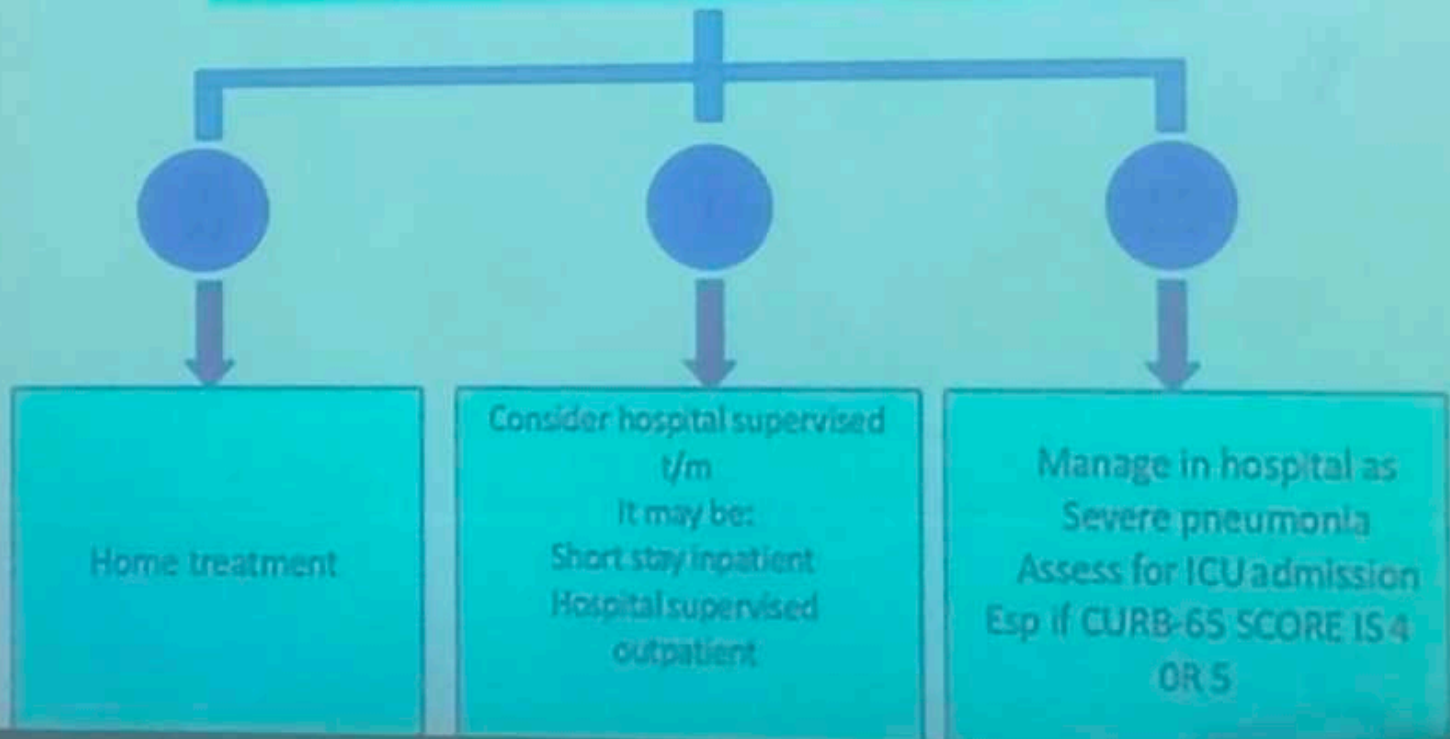 Home treatment
Consider hospital supervised
t/m
It may be:
Short stay inpatient
Hospital supervised
outpatient
Manage in hospital as
Severe pneumonia
Assess for ICU admission
Esp if CURB-65 SCORE IS 4
OR 5